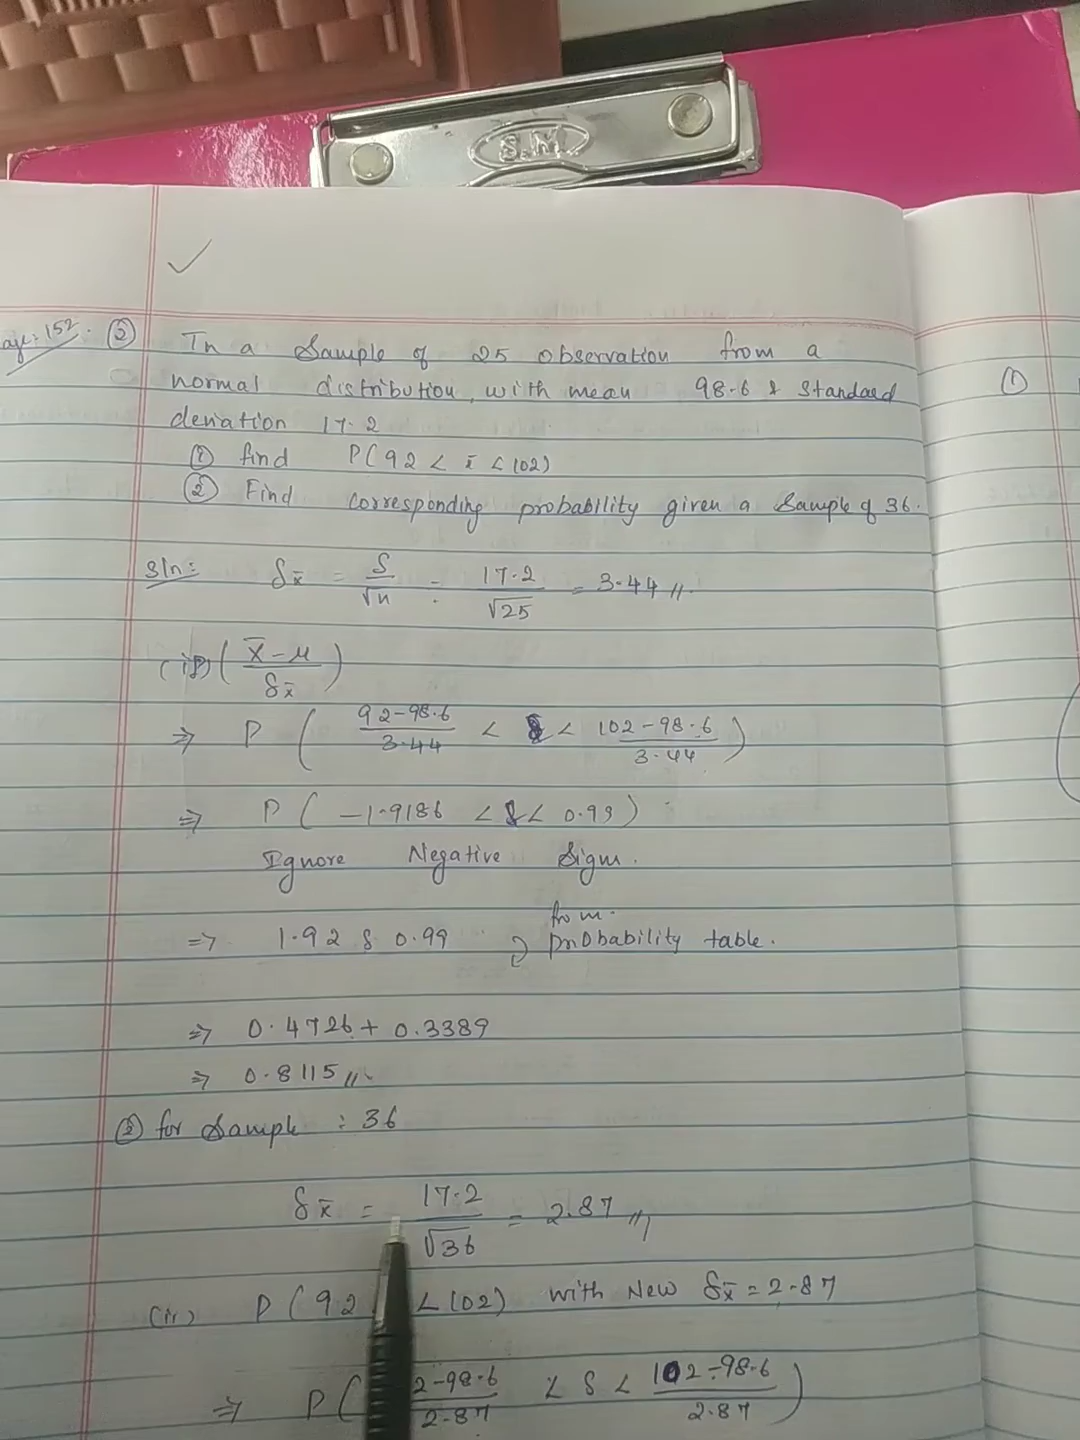 S.M
age: 152. ② In a Sample of 25 observation from a
normal distribution, with mean 98.6 & standard
deviation 17.2
① find P(92 < x̄ < 102)
② Find corresponding probability given a Sample of 36.
①
Sln: δx̄ = δ/√n = 17.2/√25 = 3.44 //.
(i) P((x̄-μ)/δx̄)
⇒ P ( (92-98.6)/3.44 < < (102-98.6)/3.44 )
⇒ P ( -1.9186 < < 0.99)
Ignore Negative Sign.
⇒ 1.92 & 0.99 from probability table.
⇒ 0.4726 + 0.3389
⇒ 0.8115 //
② for Sample : 36
δx̄ = 17.2/√36 = 2.87 //
P(92 < 102) with New δx̄ = 2.87
⇒ P( 2-98.6/2.87 < δ < (102-98.6)/2.87 )